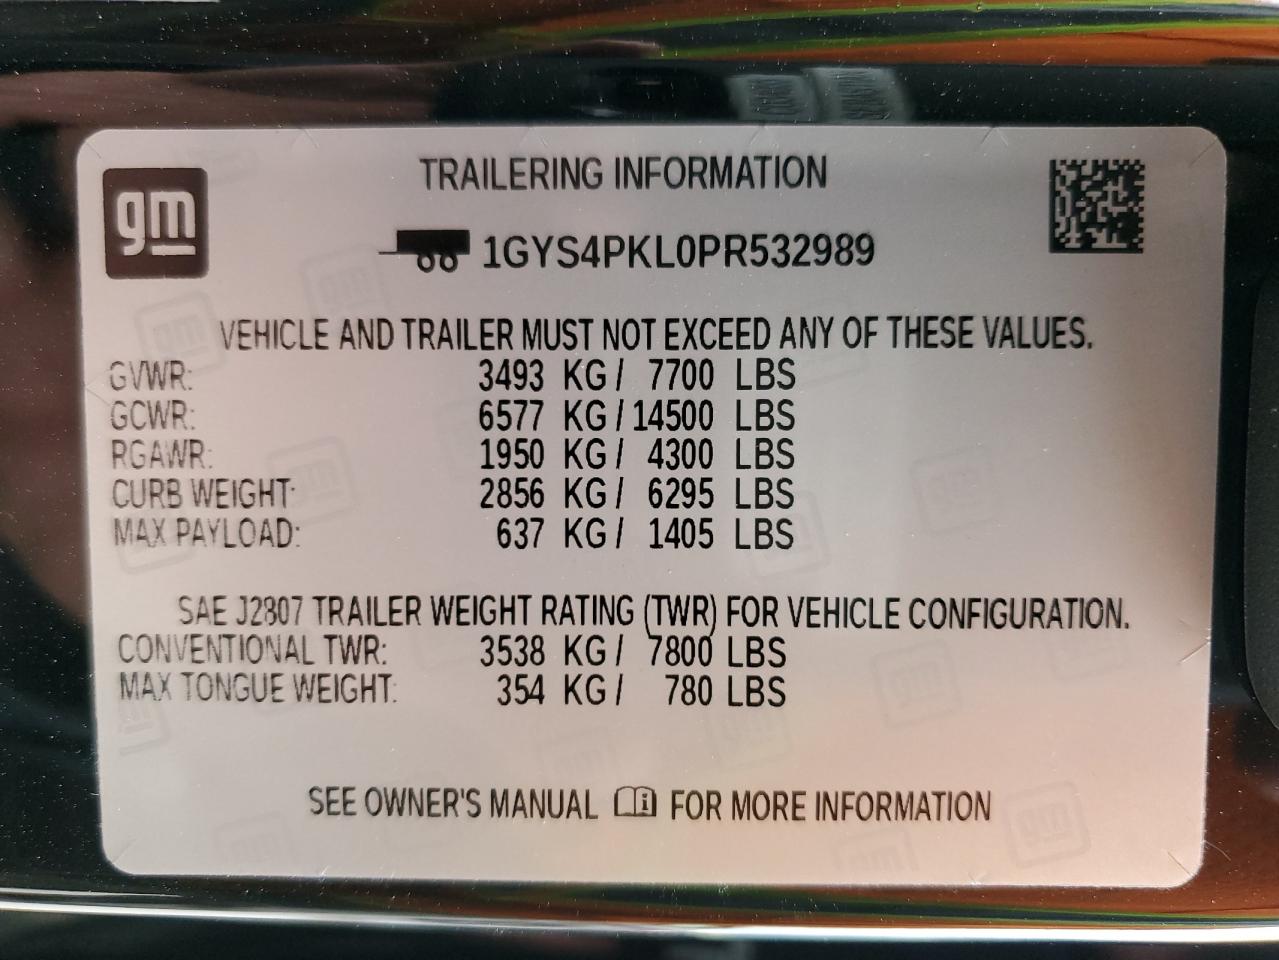 gm
TRAILERING INFORMATION
1GYS4PKL0PR532989
VEHICLE AND TRAILER MUST NOT EXCEED ANY OF THESE VALUES.
GVWR: 3493 KG/ 7700 LBS
GCWR: 6577 KG/14500 LBS
RGAWR: 1950 KG/ 4300 LBS
CURB WEIGHT: 2856 KG/ 6295 LBS
MAX PAYLOAD: 637 KG/ 1405 LBS
SAE J2807 TRAILER WEIGHT RATING (TWR) FOR VEHICLE CONFIGURATION.
CONVENTIONAL TWR: 3538 KG/ 7800 LBS
MAX TONGUE WEIGHT: 354 KG/ 780 LBS
SEE OWNER'S MANUAL FOR MORE INFORMATION